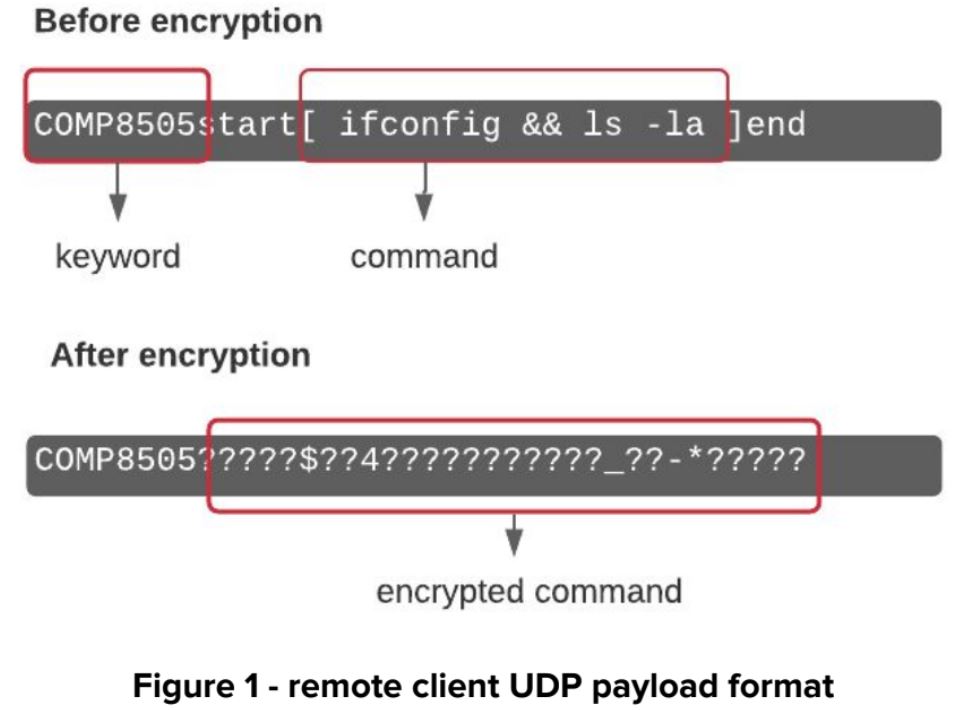 Before encryption
COMP8505start[ ifconfig && ls -la ]end
keyword command
After encryption
COMP8505?????$??4???????????_??-*?????
encrypted command
Figure 1 - remote client UDP payload format